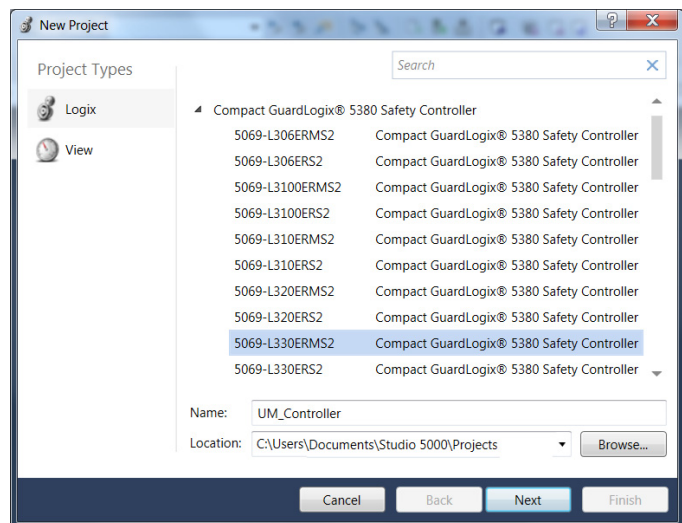 New Project
Project Types
Logix
View
Search
Compact GuardLogix® 5380 Safety Controller
5069-L306ERMS2 Compact GuardLogix® 5380 Safety Controller
5069-L306ERS2 Compact GuardLogix® 5380 Safety Controller
5069-L3100ERMS2 Compact GuardLogix® 5380 Safety Controller
5069-L3100ERS2 Compact GuardLogix® 5380 Safety Controller
5069-L310ERMS2 Compact GuardLogix® 5380 Safety Controller
5069-L310ERS2 Compact GuardLogix® 5380 Safety Controller
5069-L320ERMS2 Compact GuardLogix® 5380 Safety Controller
5069-L320ERS2 Compact GuardLogix® 5380 Safety Controller
5069-L330ERMS2 Compact GuardLogix® 5380 Safety Controller
5069-L330ERS2 Compact GuardLogix® 5380 Safety Controller
Name: UM_Controller
Location: C:\Users\Documents\Studio 5000\Projects Browse...
Cancel Back Next Finish